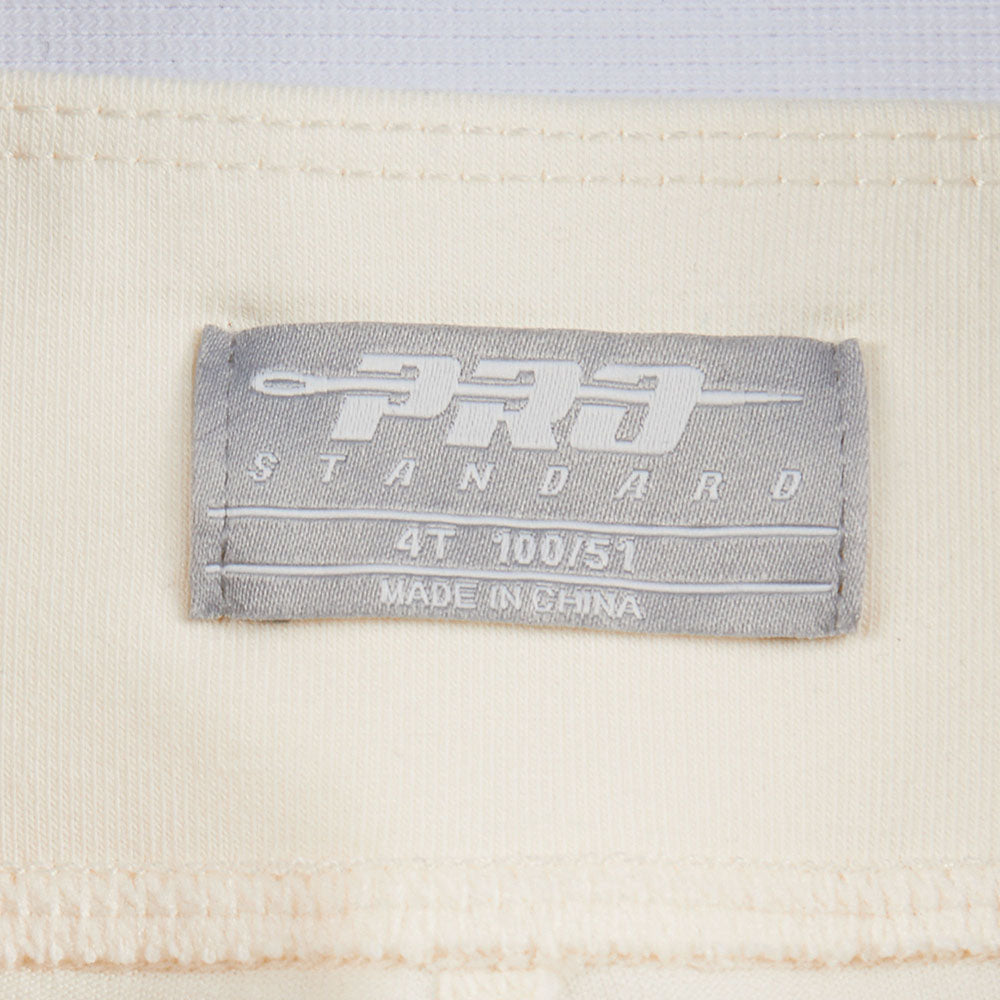 PRO
STANDARD
4T 100/51
MADE IN CHINA